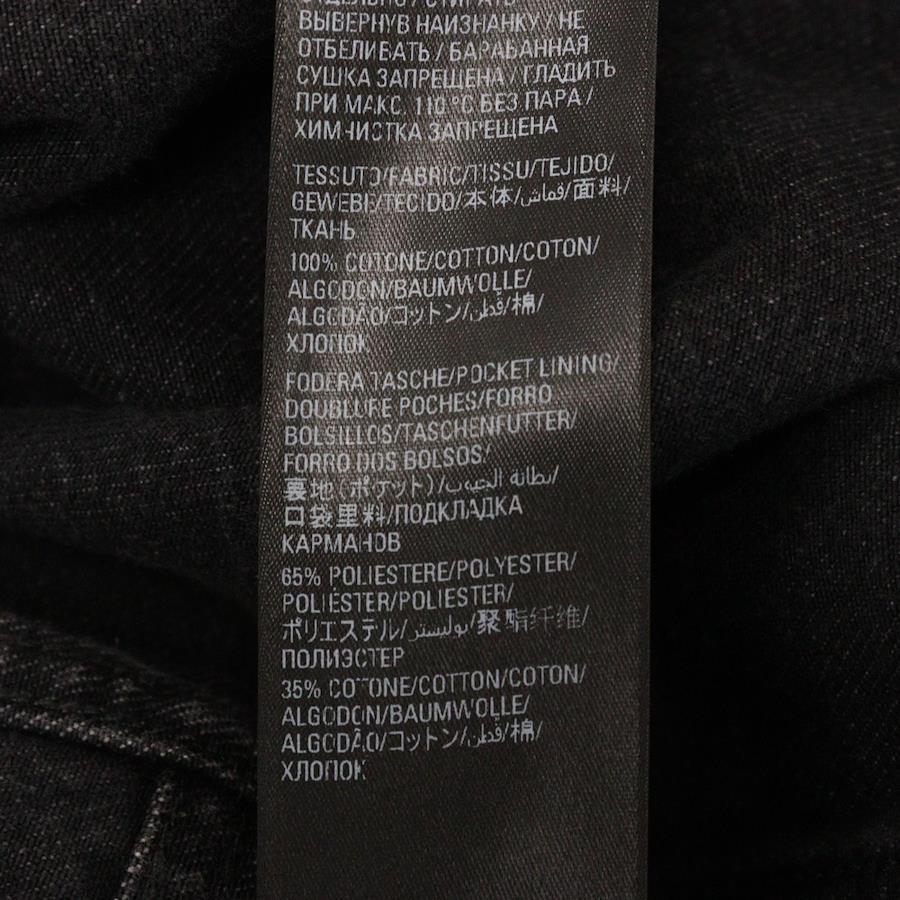 ОТДЕЛЬНО / СТИРАТЬ
ВЫВЕРНУВ НАИЗНАНКУ / НЕ
ОТБЕЛИВАТЬ / БАРАБАННАЯ
СУШКА ЗАПРЕЩЕНА / ГЛАДИТЬ
ПРИ МАКС. 110 °C БЕЗ ПАРА /
ХИМЧИСТКА ЗАПРЕЩЕНА
TESSUTO/FABRIC/TISSU/TEJIDO/
GEWEBE/TECIDO/本体/قماش/面料/
ТКАНЬ
100% COTONE/COTTON/COTON/
ALGODON/BAUMWOLLE/
ALGODÃO/コットン/قطن/棉/
ХЛОПОК
FODERA TASCHE/POCKET LINING/
DOUBLURE POCHES/FORRO
BOLSILLOS/TASCHENFUTTER/
FORRO DOS BOLSOS/
裏地(ポケット)/بطانة الجيوب/
口袋里料/ПОДКЛАДКА
КАРМАНОВ
65% POLIESTERE/POLYESTER/
POLIÉSTER/POLIESTER/
ポリエステル/بوليستر/聚酯纤维/
ПОЛИЭСТЕР
35% COTONE/COTTON/COTON/
ALGODON/BAUMWOLLE/
ALGODÃO/コットン/قطن/棉/
ХЛОПОК